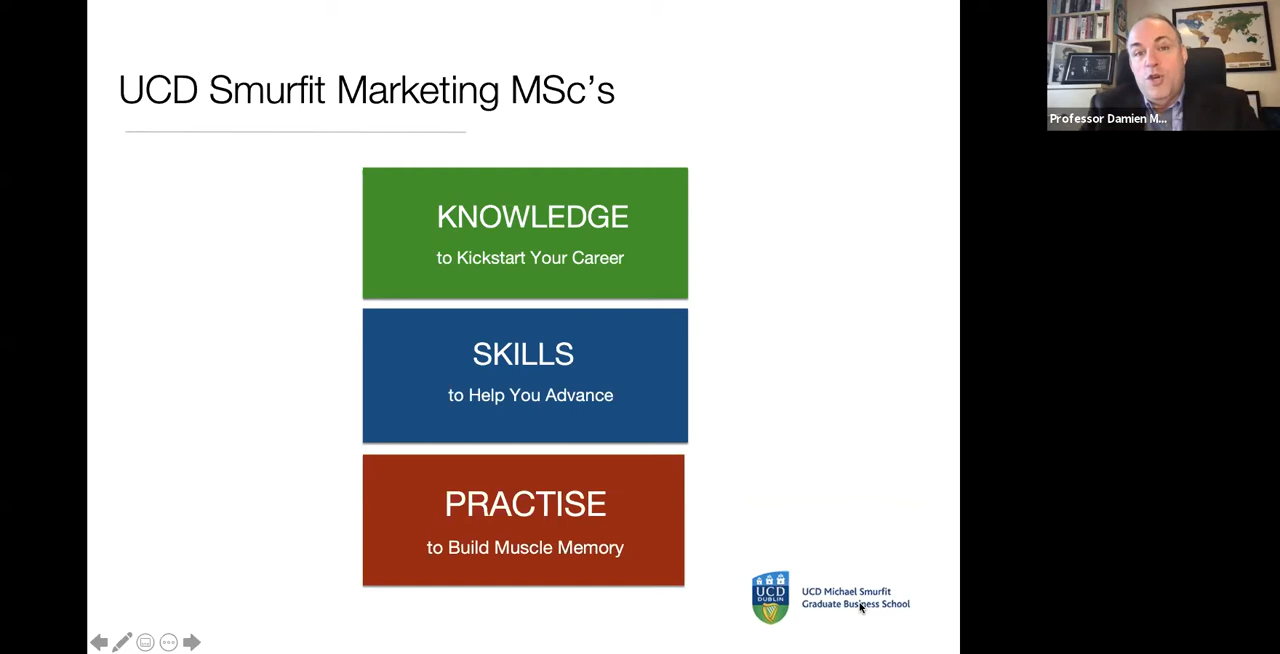 UCD Smurfit Marketing MSc’s
KNOWLEDGE
to Kickstart Your Career
SKILLS
to Help You Advance
PRACTISE
to Build Muscle Memory
UCD
DUBLIN
UCD Michael Smurfit
Graduate Business School
Professor Damien M...